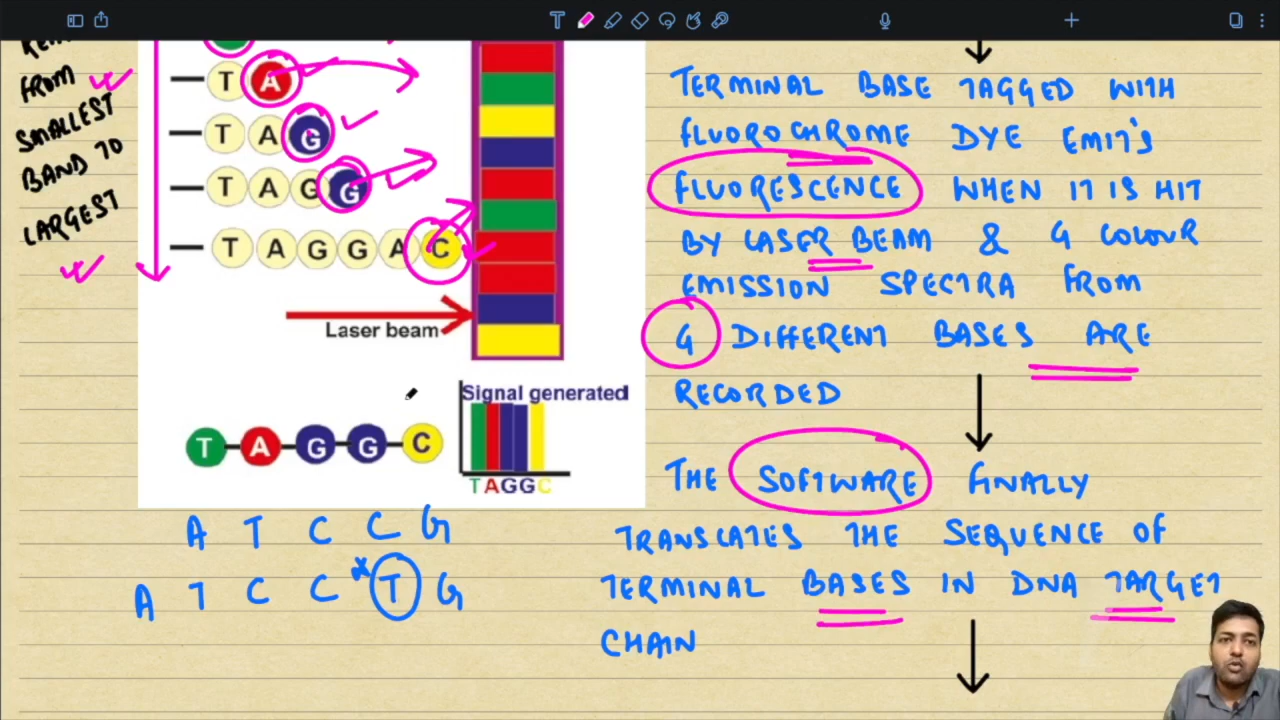 FROM
SMALLEST
BAND TO
LARGEST
T A
T A G
T A G G
T A G G A C
Laser beam
Signal generated
T A G G C
TAGGC
A T C C G
A T C C * T G
TERMINAL BASE TAGGED WITH
FLUOROCHROME DYE EMIT'S
FLUORESCENCE WHEN IT IS HIT
BY LASER BEAM & 4 COLOUR
EMISSION SPECTRA FROM
4 DIFFERENT BASES ARE
RECORDED
THE SOFTWARE FINALLY
TRANSLATES THE SEQUENCE OF
TERMINAL BASES IN DNA TARGET
CHAIN